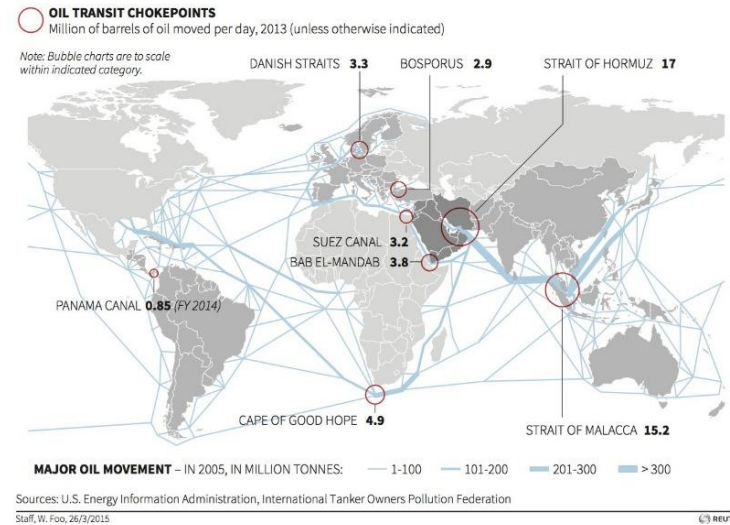 OIL TRANSIT CHOKEPOINTS
Million of barrels of oil moved per day, 2013 (unless otherwise indicated)
Note: Bubble charts are to scale
within indicated category.
DANISH STRAITS 3.3
BOSPORUS 2.9
STRAIT OF HORMUZ 17
SUEZ CANAL 3.2
BAB EL-MANDAB 3.8
PANAMA CANAL 0.85 (FY 2014)
CAPE OF GOOD HOPE 4.9
STRAIT OF MALACCA 15.2
MAJOR OIL MOVEMENT – IN 2005, IN MILLION TONNES: 1-100 101-200 201-300 > 300
Sources: U.S. Energy Information Administration, International Tanker Owners Pollution Federation
Staff, W. Foo, 26/3/2015
REU